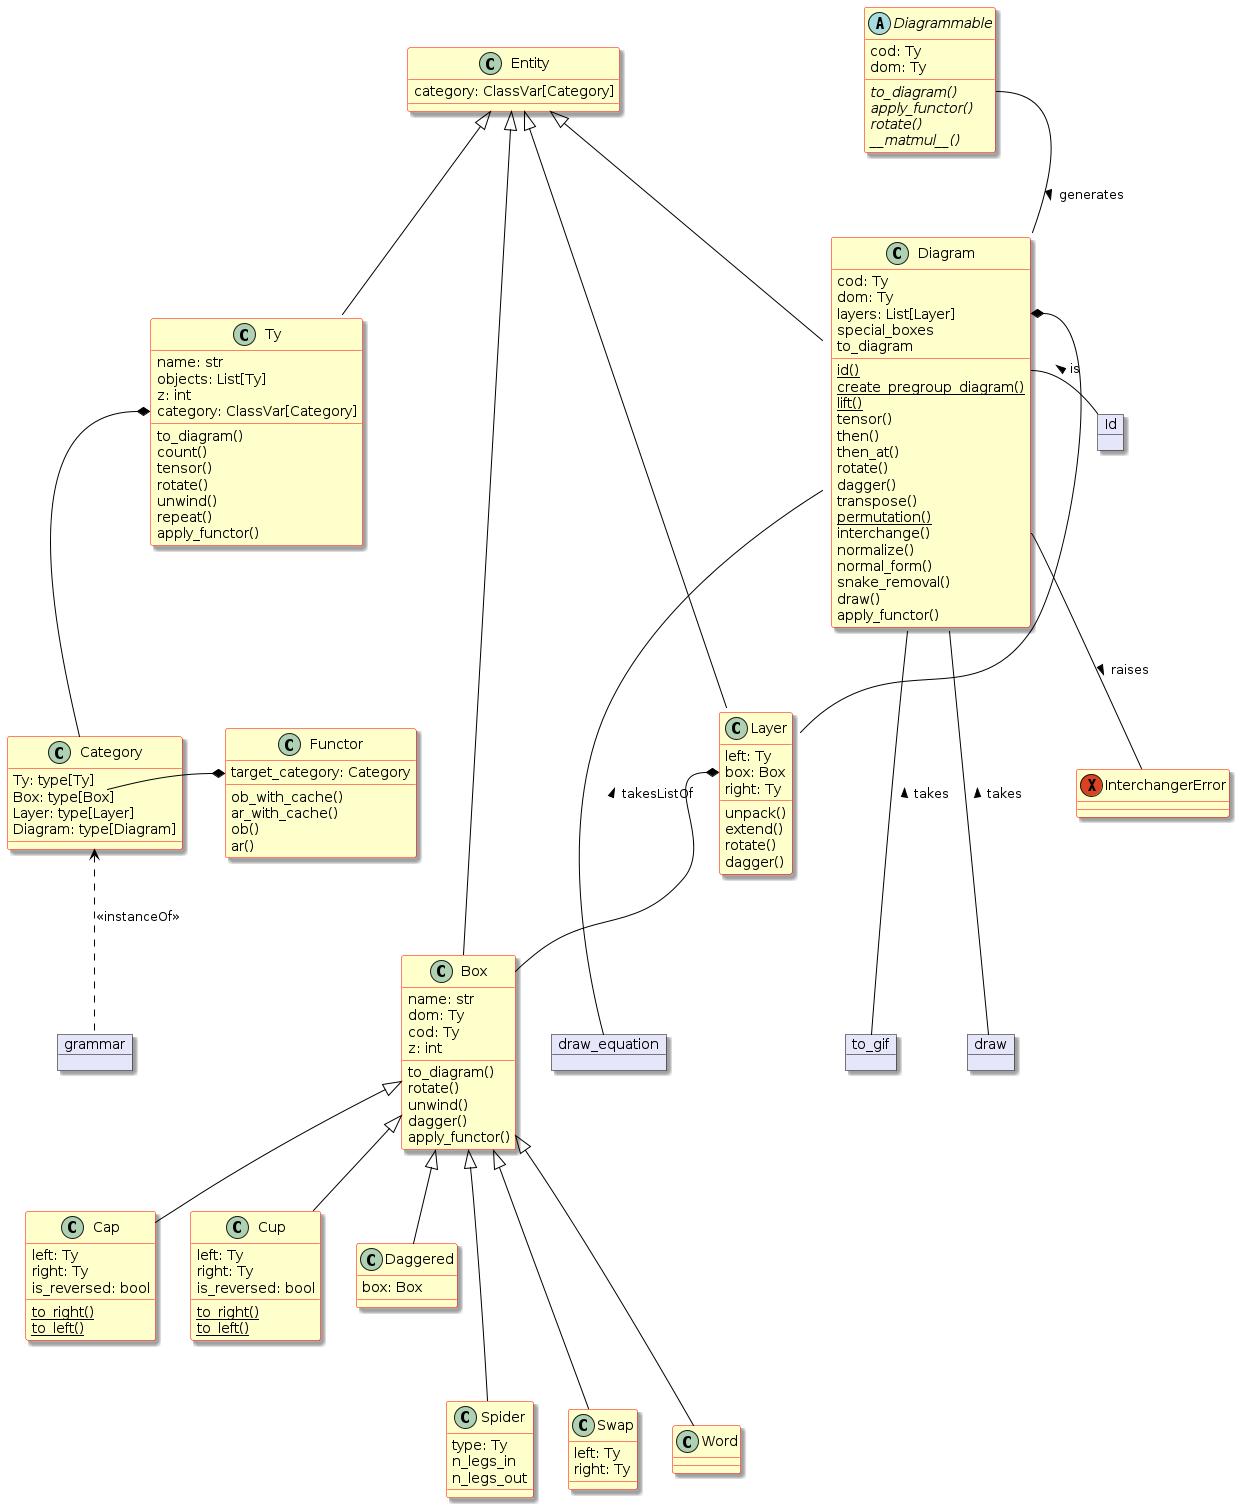 A Diagrammable
cod: Ty
dom: Ty
to_diagram()
apply_functor()
rotate()
__matmul__()
C Entity
category: ClassVar[Category]
generates
C Diagram
cod: Ty
dom: Ty
layers: List[Layer]
special_boxes
to_diagram
id()
create_pregroup_diagram()
lift()
tensor()
then()
then_at()
rotate()
dagger()
transpose()
permutation()
interchange()
normalize()
normal_form()
snake_removal()
draw()
apply_functor()
is
Id
C Ty
name: str
objects: List[Ty]
z: int
category: ClassVar[Category]
to_diagram()
count()
tensor()
rotate()
unwind()
repeat()
apply_functor()
raises
C Category
Ty: type[Ty]
Box: type[Box]
Layer: type[Layer]
Diagram: type[Diagram]
C Functor
target_category: Category
ob_with_cache()
ar_with_cache()
ob()
ar()
takesListOf
C Layer
left: Ty
box: Box
right: Ty
unpack()
extend()
rotate()
dagger()
takes
takes
X InterchangerError
«instanceOf»
grammar
C Box
name: str
dom: Ty
cod: Ty
z: int
to_diagram()
rotate()
unwind()
dagger()
apply_functor()
draw_equation
to_gif
draw
C Cap
left: Ty
right: Ty
is_reversed: bool
to_right()
to_left()
C Cup
left: Ty
right: Ty
is_reversed: bool
to_right()
to_left()
C Daggered
box: Box
C Spider
type: Ty
n_legs_in
n_legs_out
C Swap
left: Ty
right: Ty
C Word